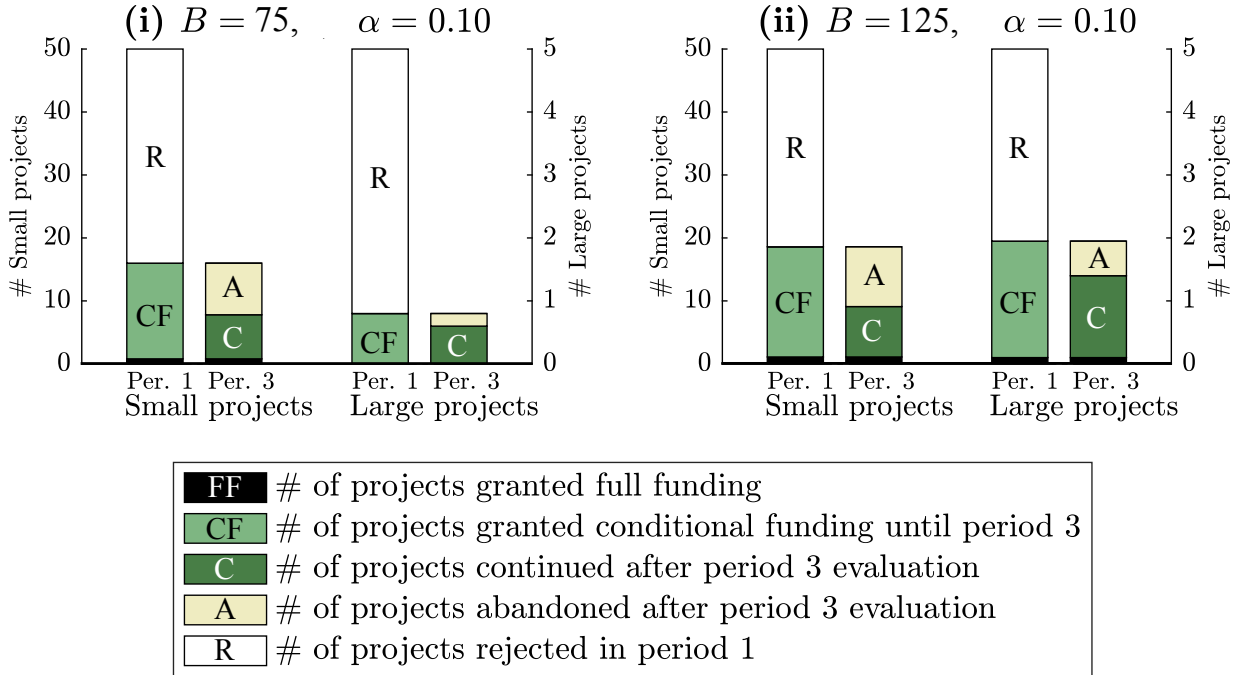 (i) B = 75, α = 0.10
50
40
30
20
10
0
# Small projects
R
CF
A
C
R
CF
C
5
4
3
2
1
0
# Large projects
Per. 1 Per. 3 Per. 1 Per. 3
Small projects Large projects
(ii) B = 125, α = 0.10
50
40
30
20
10
0
# Small projects
R
CF
A
C
R
CF
A
C
5
4
3
2
1
0
# Large projects
Per. 1 Per. 3 Per. 1 Per. 3
Small projects Large projects
FF # of projects granted full funding
CF # of projects granted conditional funding until period 3
C # of projects continued after period 3 evaluation
A # of projects abandoned after period 3 evaluation
R # of projects rejected in period 1